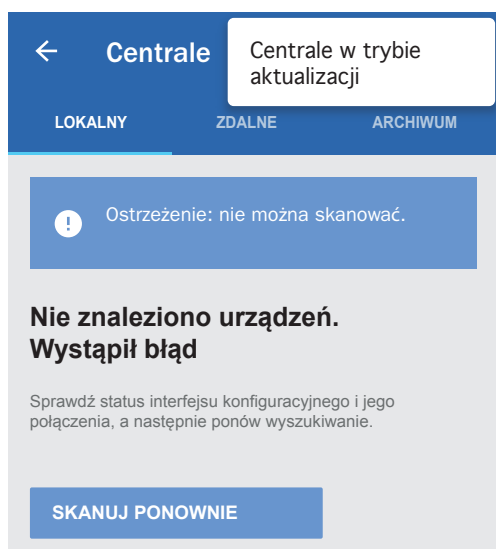 Centrale
Centrale w trybie
aktualizacji
LOKALNY
ZDALNE
ARCHIWUM
Ostrzeżenie: nie można skanować.
Nie znaleziono urządzeń.
Wystąpił błąd
Sprawdź status interfejsu konfiguracyjnego i jego
połączenia, a następnie ponów wyszukiwanie.
SKANUJ PONOWNIE